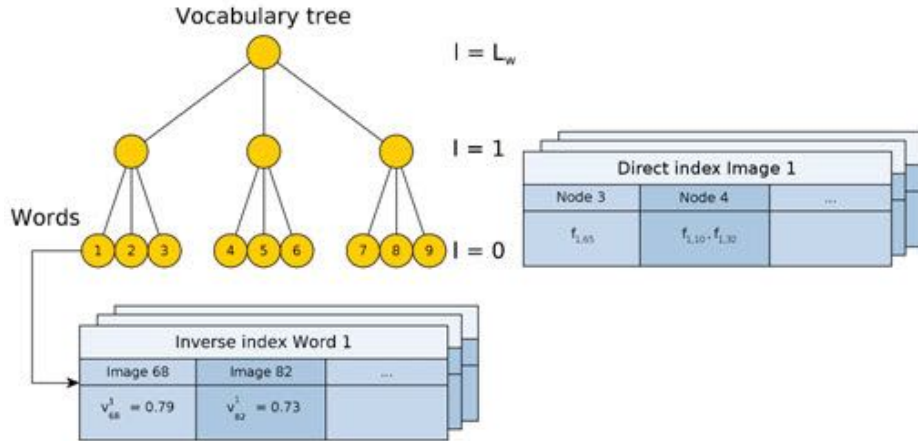 Vocabulary tree
l = L_w
l = 1
Words
1 2 3 4 5 6 7 8 9
l = 0
Direct index Image 1
Node 3 Node 4 ...
f_1,65 f_1,10, f_1,32
Inverse index Word 1
Image 68 Image 82 ...
v^1_68 = 0.79 v^1_82 = 0.73